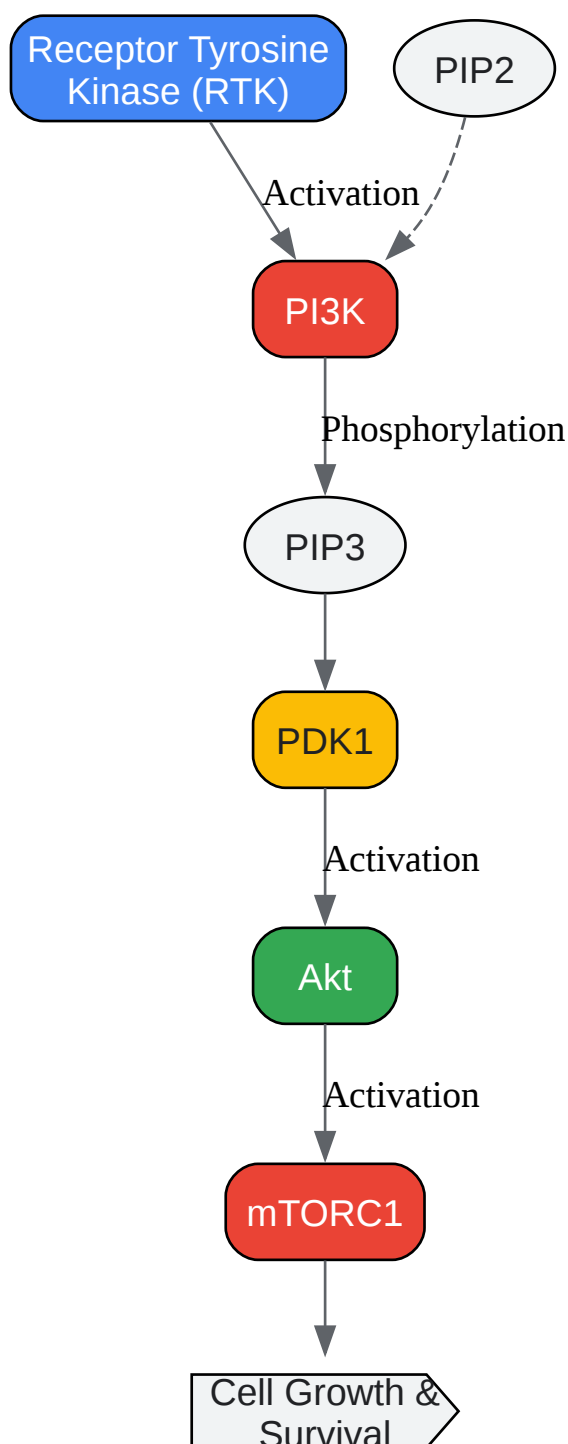 Receptor Tyrosine
Kinase (RTK)
PIP2
Activation
PI3K
Phosphorylation
PIP3
PDK1
Activation
Akt
Activation
mTORC1
Cell Growth &
Survival